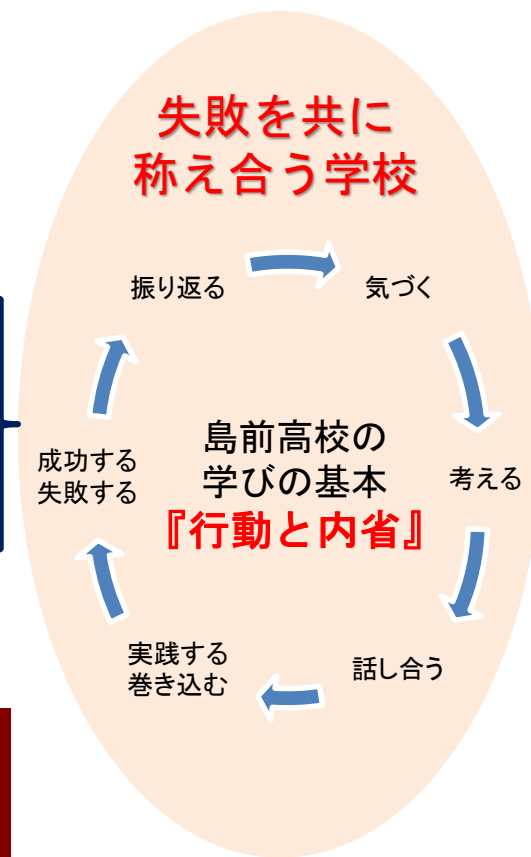 失敗を共に
称え合う学校
振り返る
気づく
考える
話し合う
実践する
巻き込む
成功する
失敗する
島前高校の
学びの基本
『行動と内省』